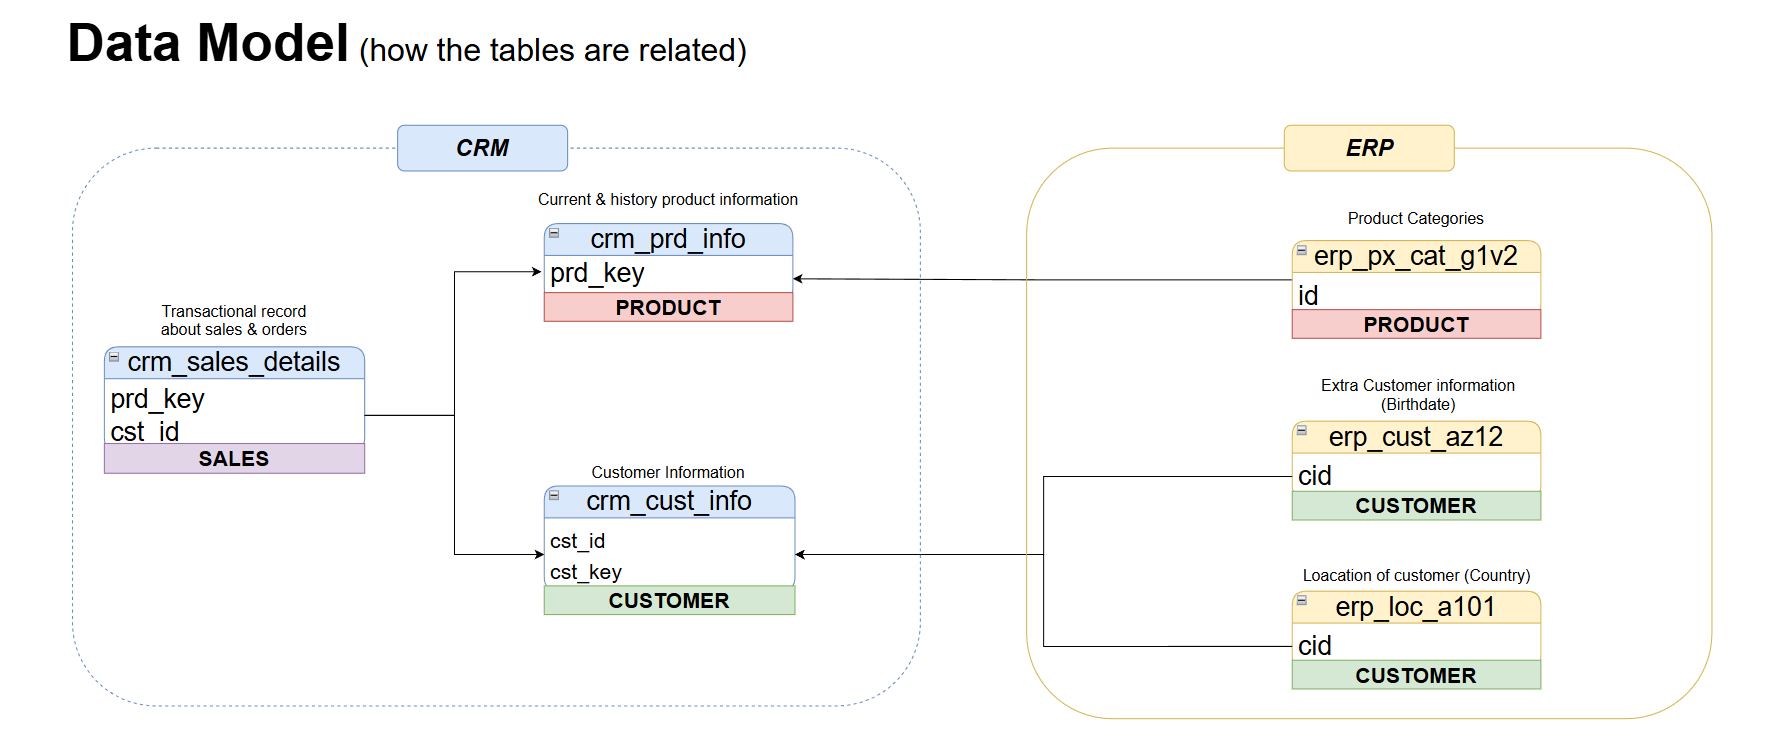 Data Model (how the tables are related)
CRM
Current & history product information
crm_prd_info
prd_key
PRODUCT
Transactional record
about sales & orders
crm_sales_details
prd_key
cst_id
SALES
Customer Information
crm_cust_info
cst_id
cst_key
CUSTOMER
ERP
Product Categories
erp_px_cat_g1v2
id
PRODUCT
Extra Customer information
(Birthdate)
erp_cust_az12
cid
CUSTOMER
Loacation of customer (Country)
erp_loc_a101
cid
CUSTOMER